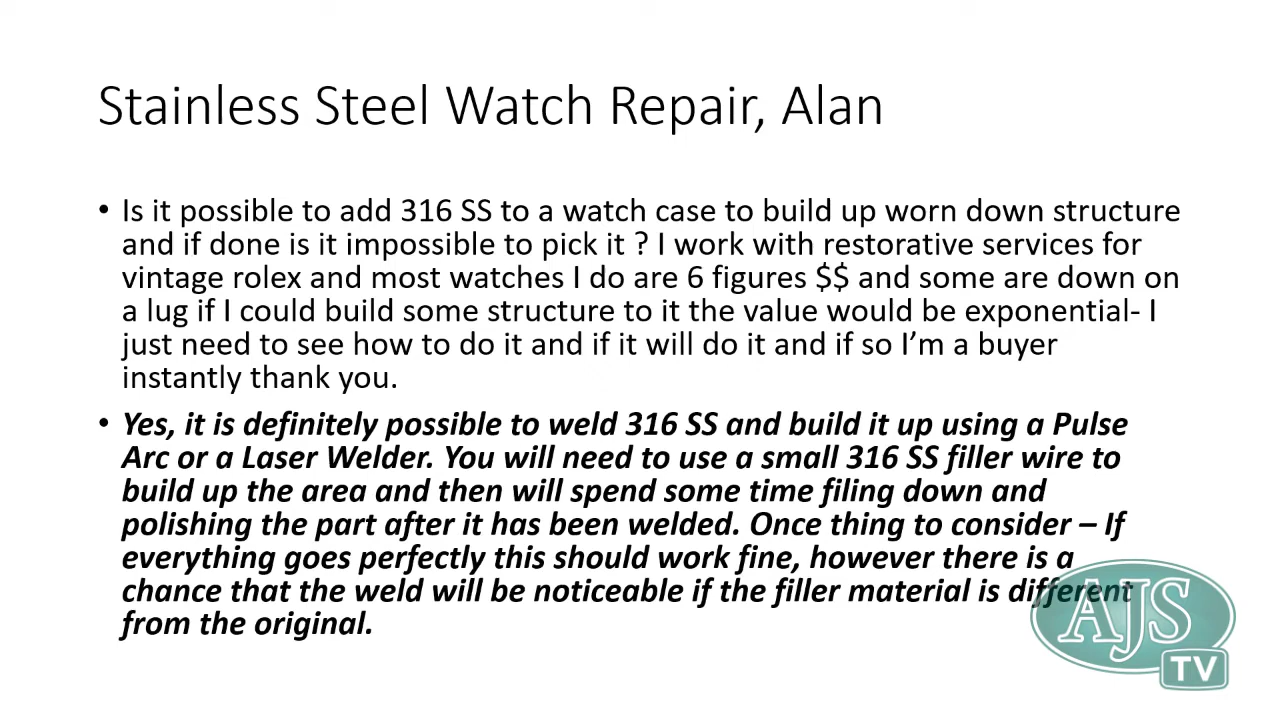 Stainless Steel Watch Repair, Alan
• Is it possible to add 316 SS to a watch case to build up worn down structure
and if done is it impossible to pick it ? I work with restorative services for
vintage rolex and most watches I do are 6 figures $$ and some are down on
a lug if I could build some structure to it the value would be exponential- I
just need to see how to do it and if it will do it and if so I’m a buyer
instantly thank you.
• Yes, it is definitely possible to weld 316 SS and build it up using a Pulse
Arc or a Laser Welder. You will need to use a small 316 SS filler wire to
build up the area and then will spend some time filing down and
polishing the part after it has been welded. Once thing to consider – If
everything goes perfectly this should work fine, however there is a
chance that the weld will be noticeable if the filler material is different
from the original.
AJS
TV